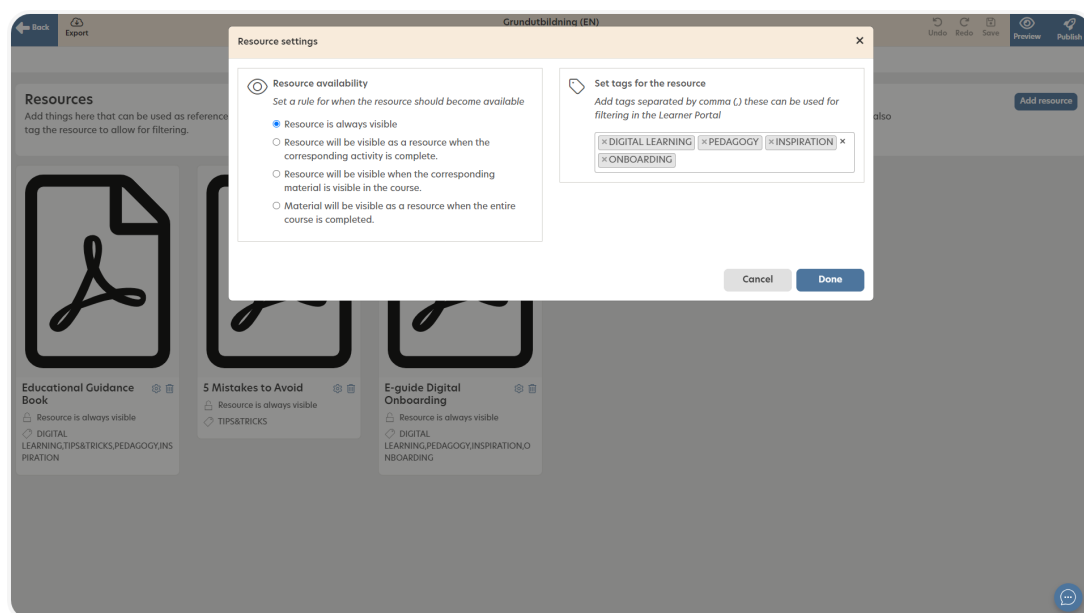 Back
Export
Grundutbildning (EN)
Undo
Redo
Save
Preview
Publish
Resource settings
×
Resource availability
Set a rule for when the resource should become available
Resource is always visible
Resource will be visible as a resource when the
corresponding activity is complete.
Resource will be visible when the corresponding
material is visible in the course.
Material will be visible as a resource when the entire
course is completed.
Set tags for the resource
Add tags separated by comma (,) these can be used for
filtering in the Learner Portal
× DIGITAL LEARNING × PEDAGOGY × INSPIRATION ×
× ONBOARDING
Cancel
Done
Resources
Add things here that can be used as reference
also
tag the resource to allow for filtering.
Add resource
Educational Guidance
Book
Resource is always visible
DIGITAL
LEARNING,TIPS&TRICKS,PEDAGOGY,INS
PIRATION
5 Mistakes to Avoid
Resource is always visible
TIPS&TRICKS
E-guide Digital
Onboarding
Resource is always visible
DIGITAL
LEARNING,PEDAGOGY,INSPIRATION,O
NBOARDING